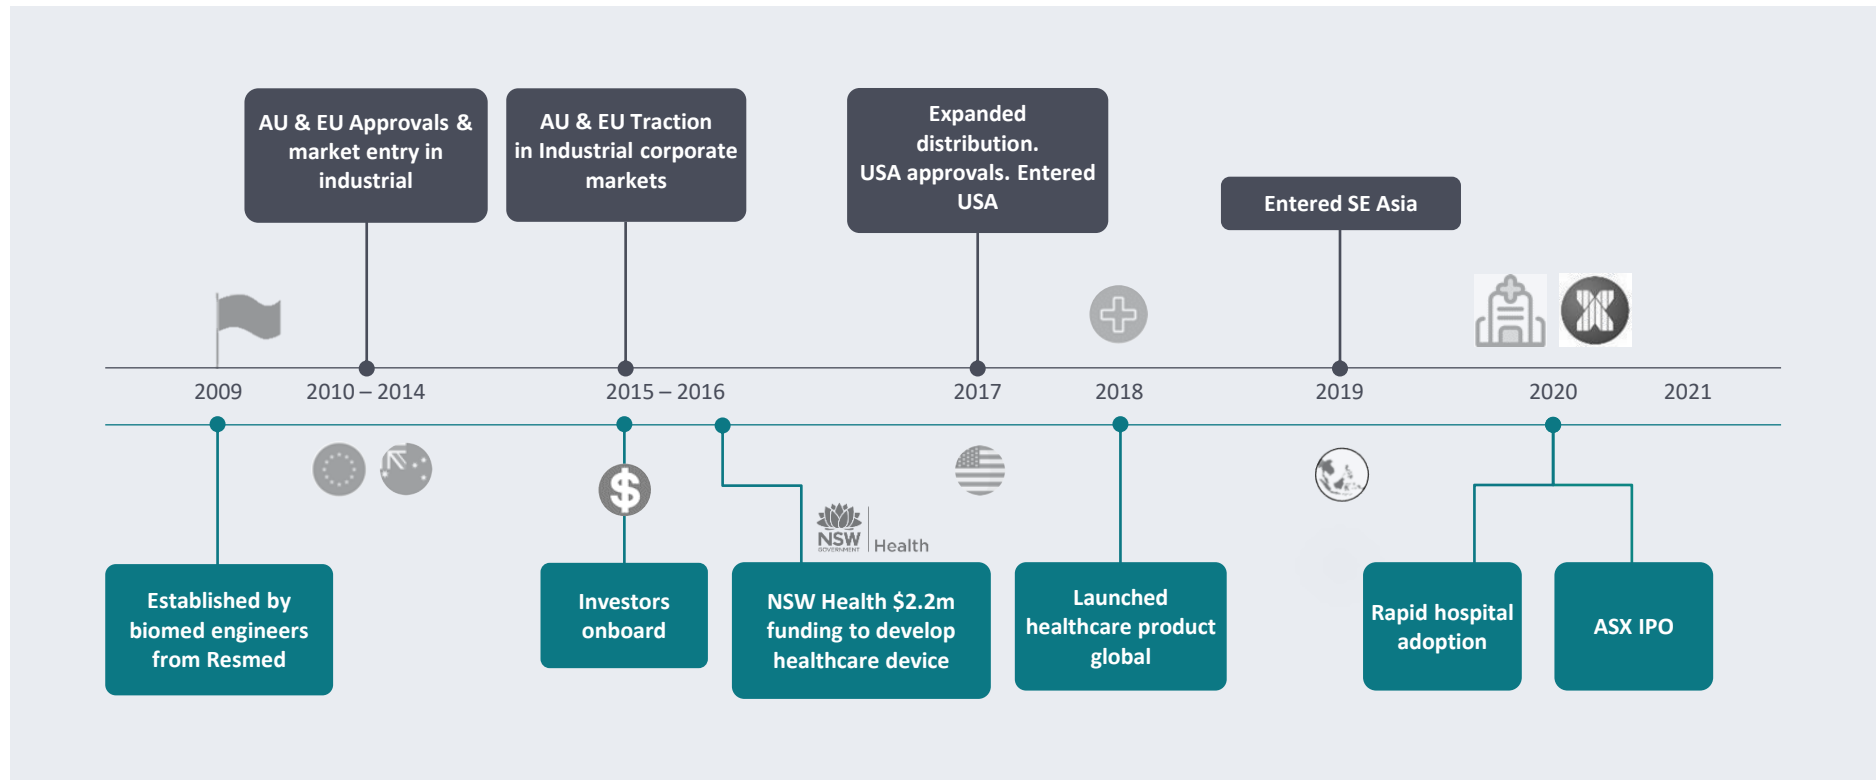 AU & EU Approvals &
market entry in
industrial
AU & EU Traction
in Industrial corporate
markets
Expanded
distribution.
USA approvals. Entered
USA
Entered SE Asia
2009
2010 – 2014
2015 – 2016
2017
2018
2019
2020
2021
$
NSW
GOVERNMENT
Health
Established by
biomed engineers
from Resmed
Investors
onboard
NSW Health $2.2m
funding to develop
healthcare device
Launched
healthcare product
global
Rapid hospital
adoption
ASX IPO